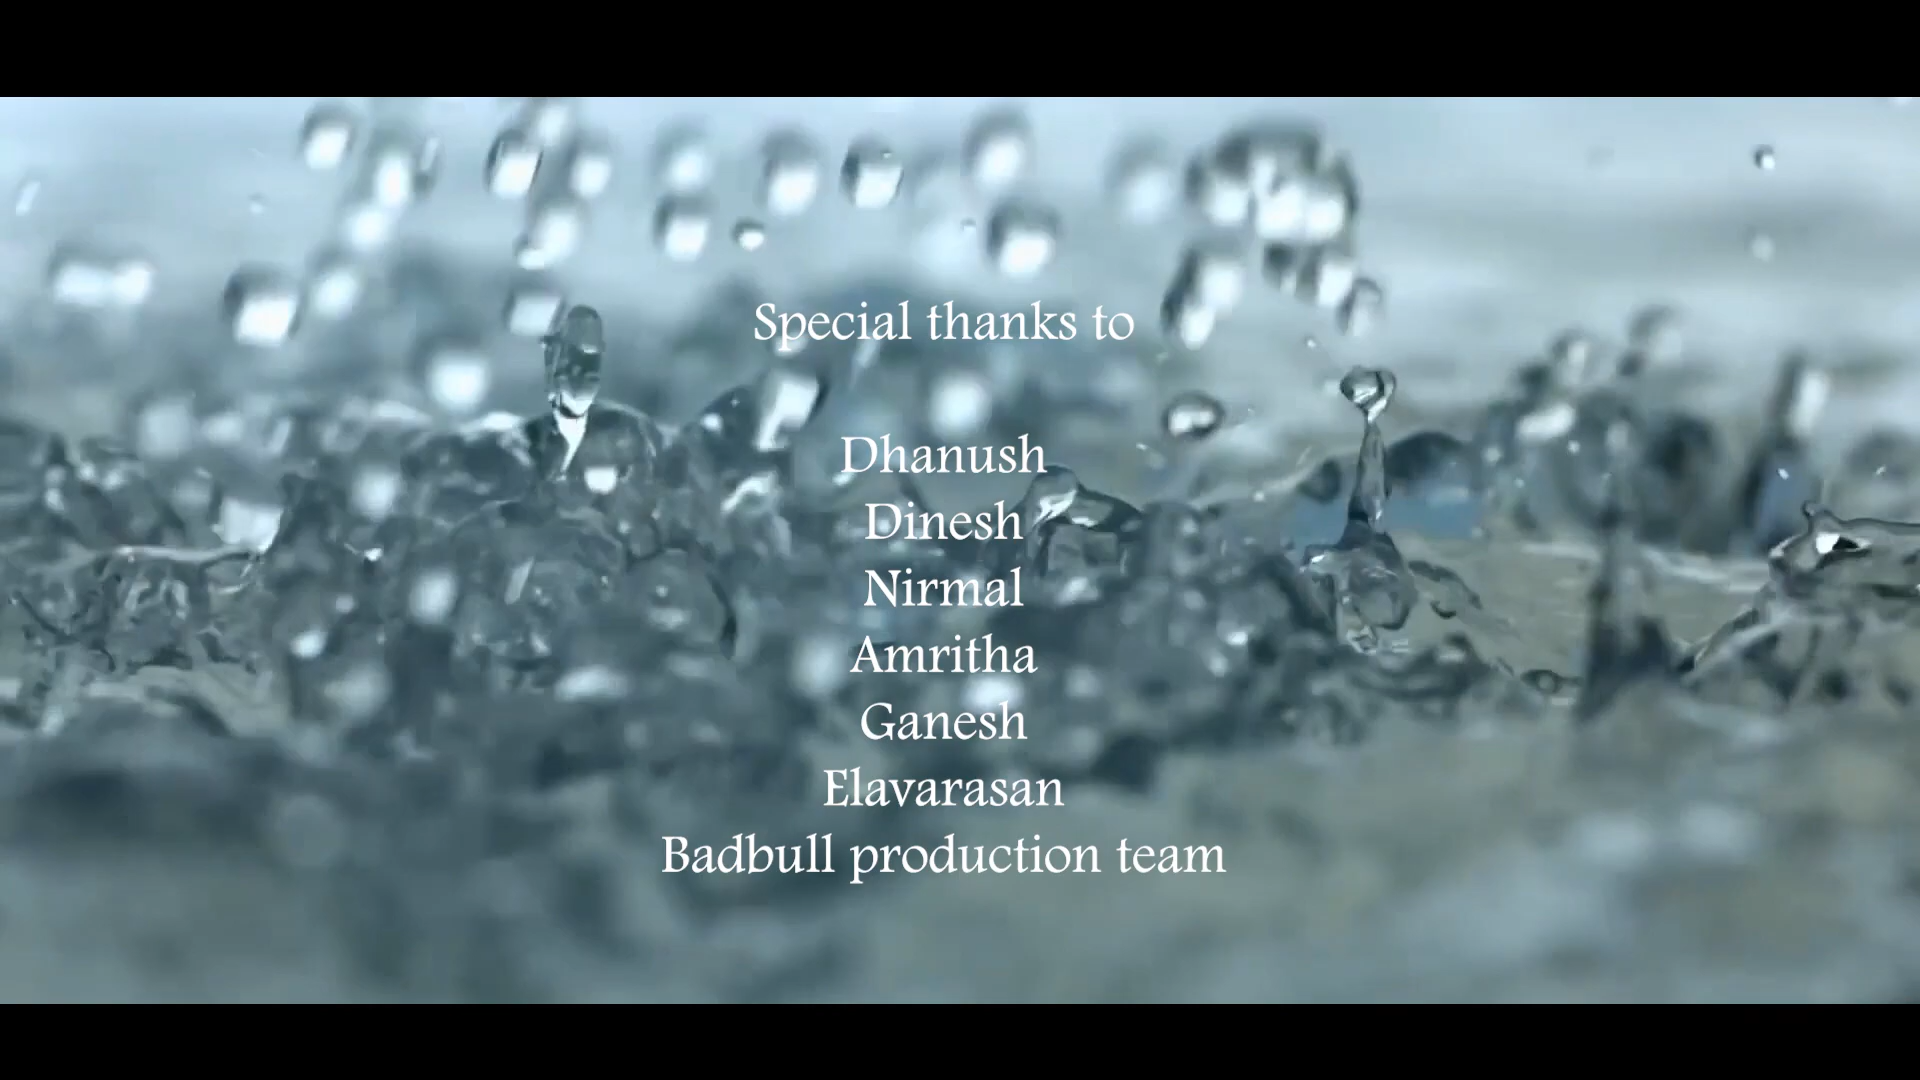 Special thanks to
Dhanush
Dinesh
Nirmal
Amritha
Ganesh
Elavarasan
Badbull production team